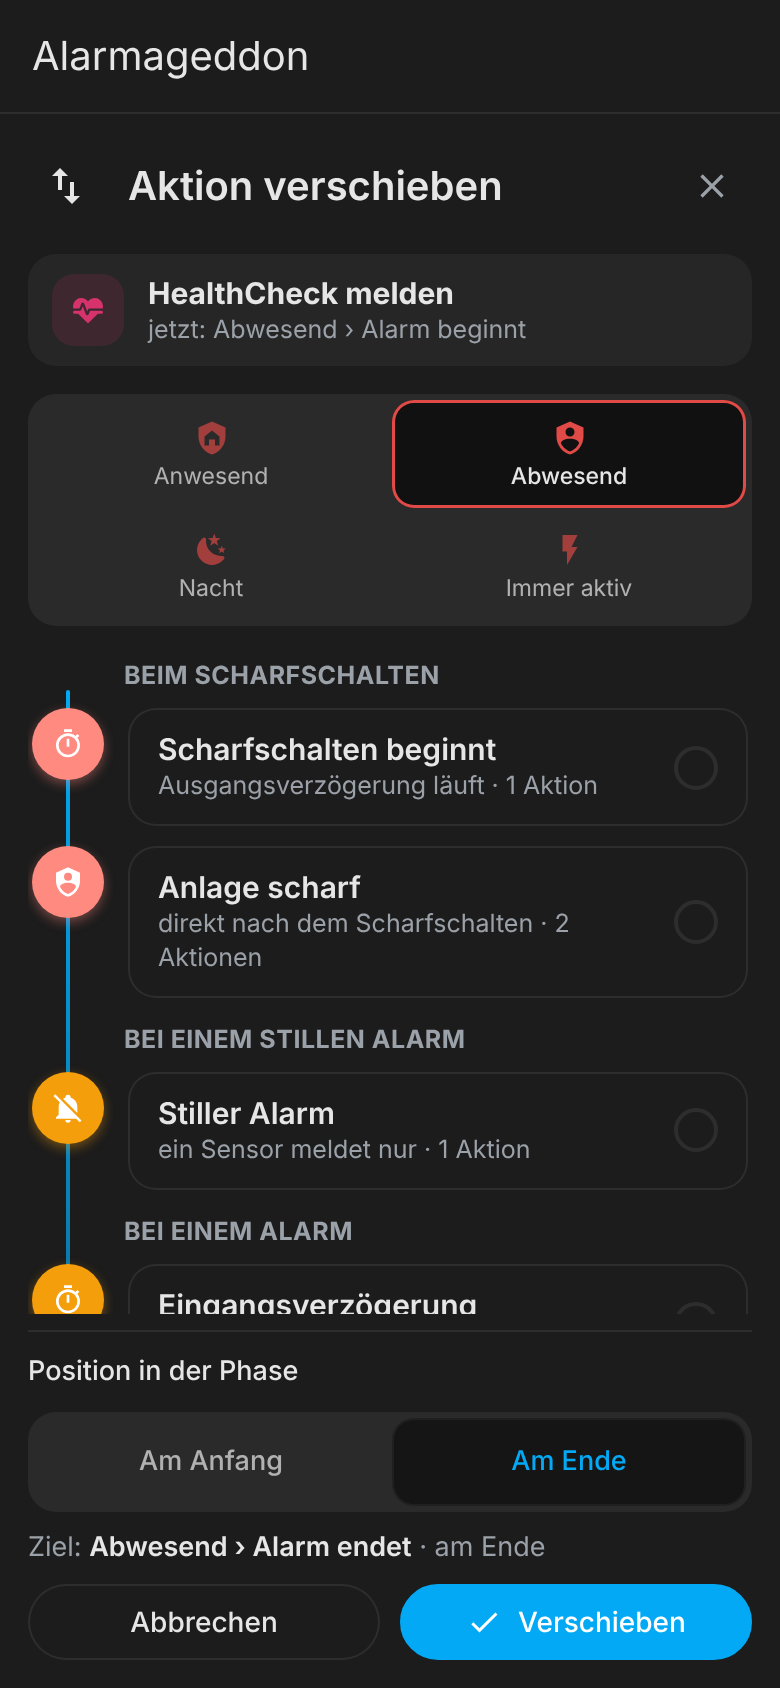 Alarmageddon
Aktion verschieben
HealthCheck melden
jetzt: Abwesend › Alarm beginnt
Anwesend
Abwesend
Nacht
Immer aktiv
BEIM SCHARFSCHALTEN
Scharfschalten beginnt
Ausgangsverzögerung läuft · 1 Aktion
Anlage scharf
direkt nach dem Scharfschalten · 2
Aktionen
BEI EINEM STILLEN ALARM
Stiller Alarm
ein Sensor meldet nur · 1 Aktion
BEI EINEM ALARM
Eingangsverzögerung
Position in der Phase
Am Anfang
Am Ende
Ziel: Abwesend › Alarm endet · am Ende
Abbrechen
Verschieben